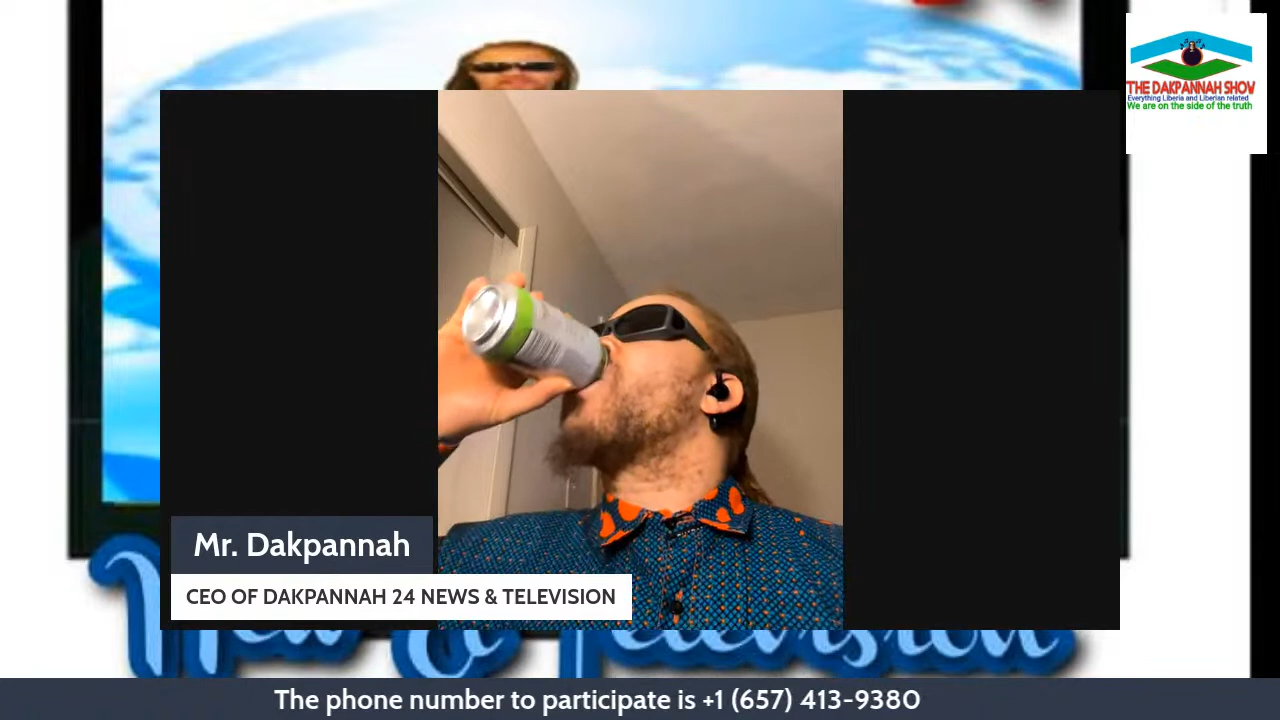 THE DAKPANNAH SHOW
Everything Liberia and Liberian related
We are on the side of the truth
Mr. Dakpannah
CEO OF DAKPANNAH 24 NEWS & TELEVISION
& Television
The phone number to participate is +1 (657) 413-9380